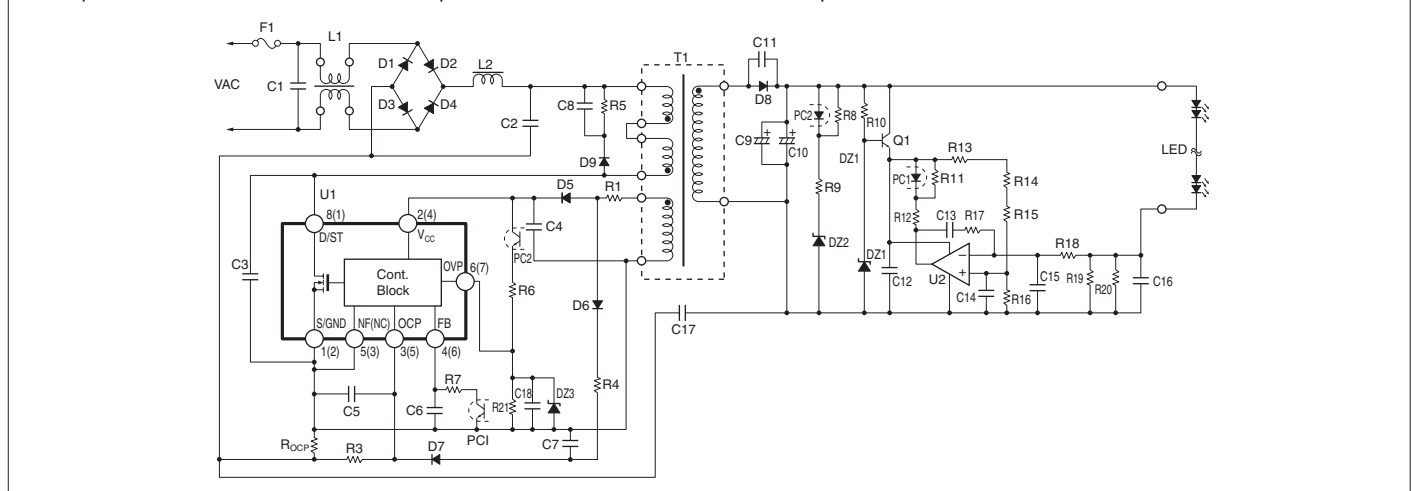 F1
L1
VAC
C1
D1
D2
D3
D4
L2
C2
C8
R5
D9
T1
C11
D8
C9
C10
PC2
R8
R10
Q1
DZ1
R9
DZ2
DZ1
PC1
R11
R13
R14
R15
R12
C13
R17
R18
U2
C12
C14
R16
C15
R19
R20
C16
LED
U1
8(1)
D/ST
2(4)
VCC
OVP
6(7)
Cont.
Block
S/GND
NF(NC)
OCP
FB
1(2)
5(3)
3(5)
4(6)
C3
D5
R1
C4
PC2
R6
D6
R4
C5
C6
R7
PCI
R21
C18
DZ3
C7
ROCP
R3
D7
C17